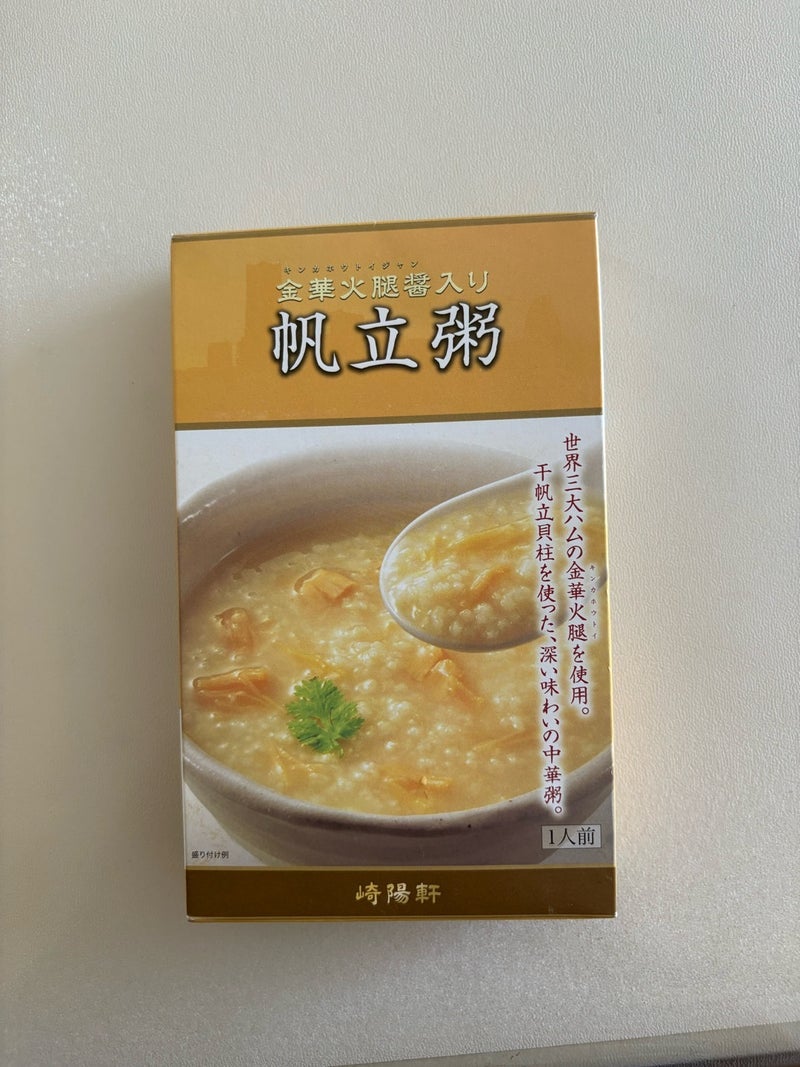 キンカホウトイジャン
金華火腿醤入り
帆立粥
世界三大ハムの金華火腿を使用。
キンカホウトイ
干帆立貝柱を使った、深い味わいの中華粥。
1人前
盛り付け例
崎陽軒